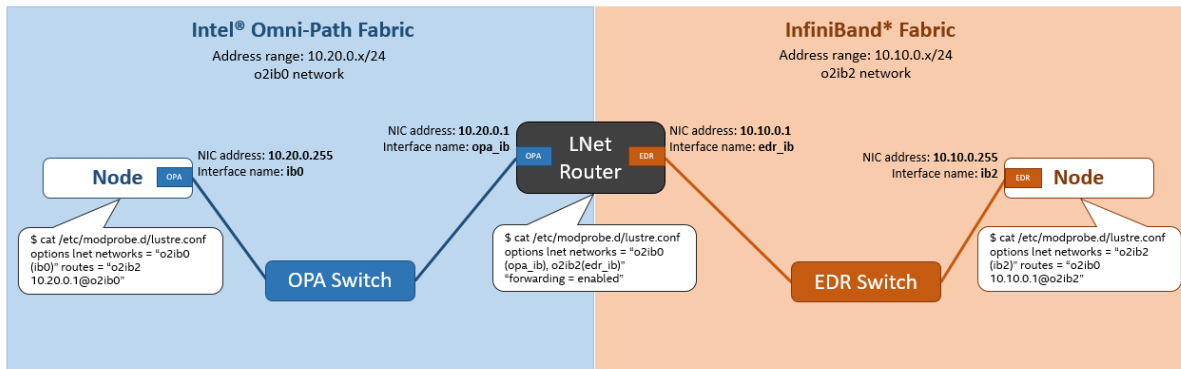 Intel® Omni-Path Fabric
Address range: 10.20.0.x/24
o2ib0 network
InfiniBand* Fabric
Address range: 10.10.0.x/24
o2ib2 network
NIC address: 10.20.0.255
Interface name: ib0
Node
OPA
$ cat /etc/modprobe.d/lustre.conf
options lnet networks = “o2ib0
(ib0)” routes = “o2ib2
10.20.0.1@o2ib0”
OPA Switch
NIC address: 10.20.0.1
Interface name: opa_ib
OPA
LNet
Router
EDR
NIC address: 10.10.0.1
Interface name: edr_ib
$ cat /etc/modprobe.d/lustre.conf
options lnet networks = “o2ib0
(opa_ib), o2ib2(edr_ib)”
“forwarding = enabled”
EDR Switch
NIC address: 10.10.0.255
Interface name: ib2
EDR
Node
$ cat /etc/modprobe.d/lustre.conf
options lnet networks = “o2ib2
(ib2)” routes = “o2ib0
10.10.0.1@o2ib2”